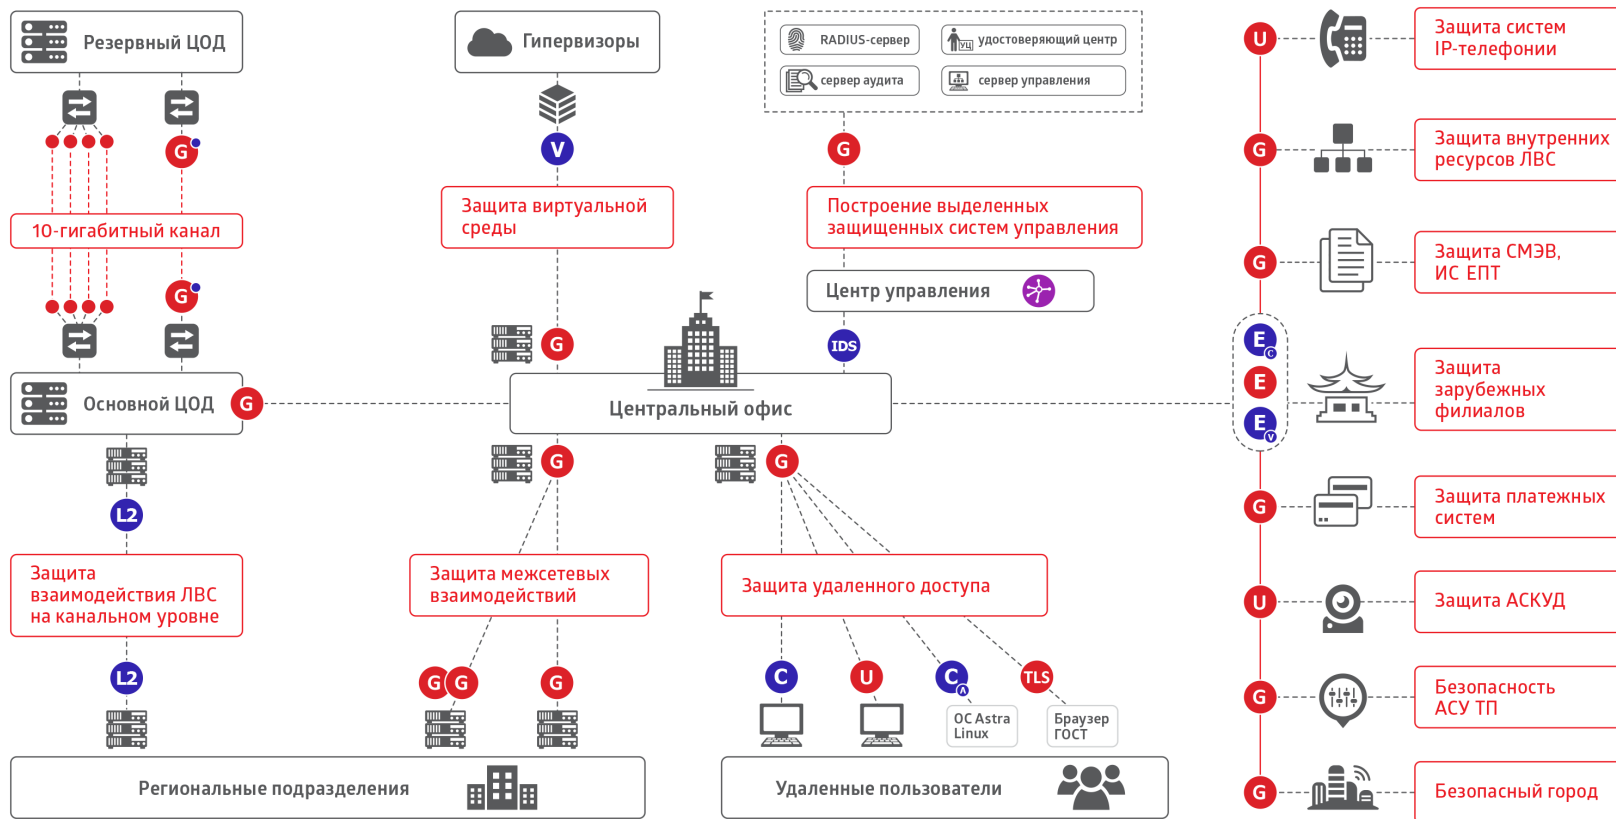 Резервный ЦОД
G
10-гигабитный канал
G
Основной ЦОД
G
L2
Защита
взаимодействия ЛВС
на канальном уровне
L2
Гипервизоры
V
Защита виртуальной
среды
G
RADIUS-сервер
УЦ
удостоверяющий центр
сервер аудита
сервер управления
G
Построение выделенных
защищенных систем управления
Центр управления
IDS
Центральный офис
G
Защита межсетевых
взаимодействий
G
G
G
Региональные подразделения
G
Защита удаленного доступа
C
U
C
A
TLS
ОС Astra
Linux
Браузер
ГОСТ
Удаленные пользователи
U
Защита систем
IP-телефонии
G
Защита внутренних
ресурсов ЛВС
G
Защита СМЭВ,
ИС ЕПТ
E
C
E
E
V
Защита
зарубежных
филиалов
G
Защита платежных
систем
U
Защита АСКУД
G
Безопасность
АСУ ТП
G
Безопасный город